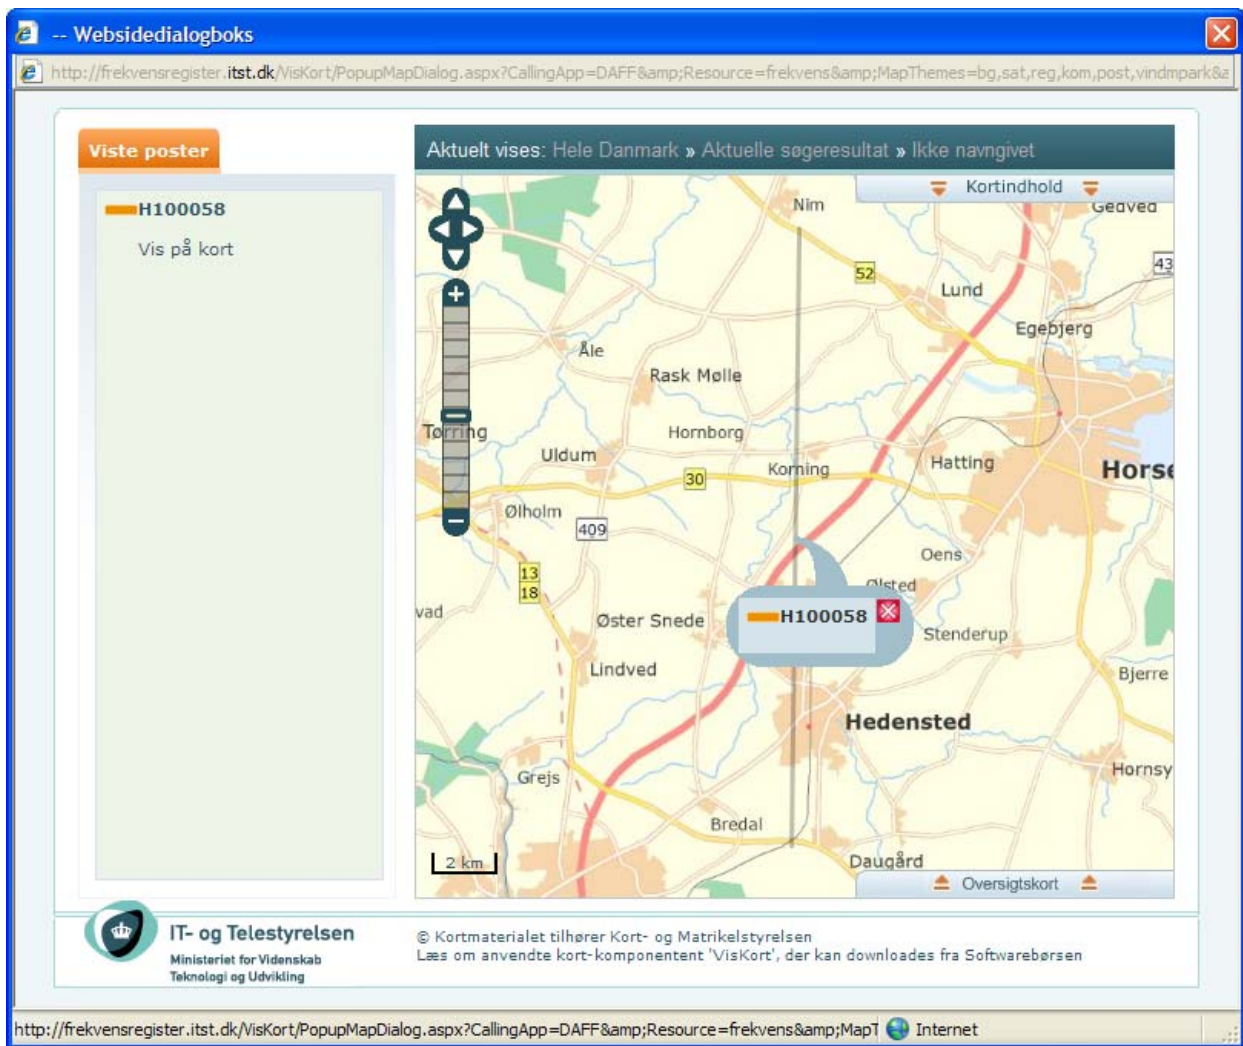 -- Websidedialogboks
http://frekvensregister.itst.dk/VisKort/PopupMapDialog.aspx?CallingApp=DAFF&amp;Resource=frekvens&amp;MapThemes=bg,sat,reg,kom,post,vindmpark&a
Viste poster
H100058
Vis på kort
Aktuelt vises: Hele Danmark » Aktuelle søgeresultat » Ikke navngivet
Kortindhold
Nim
Gedved
43
52
Lund
Egebjerg
Åle
Rask Mølle
Tørring
Hornborg
Uldum
Korning
Hatting
Horse
30
Ølholm
409
Oens
13
18
Ølsted
vad
Øster Snede
H100058
Stenderup
Lindved
Bjerre
Hedensted
Grejs
Hornsy
Bredal
2 km
Daugård
Oversigtskort
IT- og Telestyrelsen
Ministeriet for Videnskab
Teknologi og Udvikling
© Kortmaterialet tilhører Kort- og Matrikelstyrelsen
Læs om anvendte kort-komponentent 'VisKort', der kan downloades fra Softwarebørsen
http://frekvensregister.itst.dk/VisKort/PopupMapDialog.aspx?CallingApp=DAFF&amp;Resource=frekvens&amp;MapT
Internet